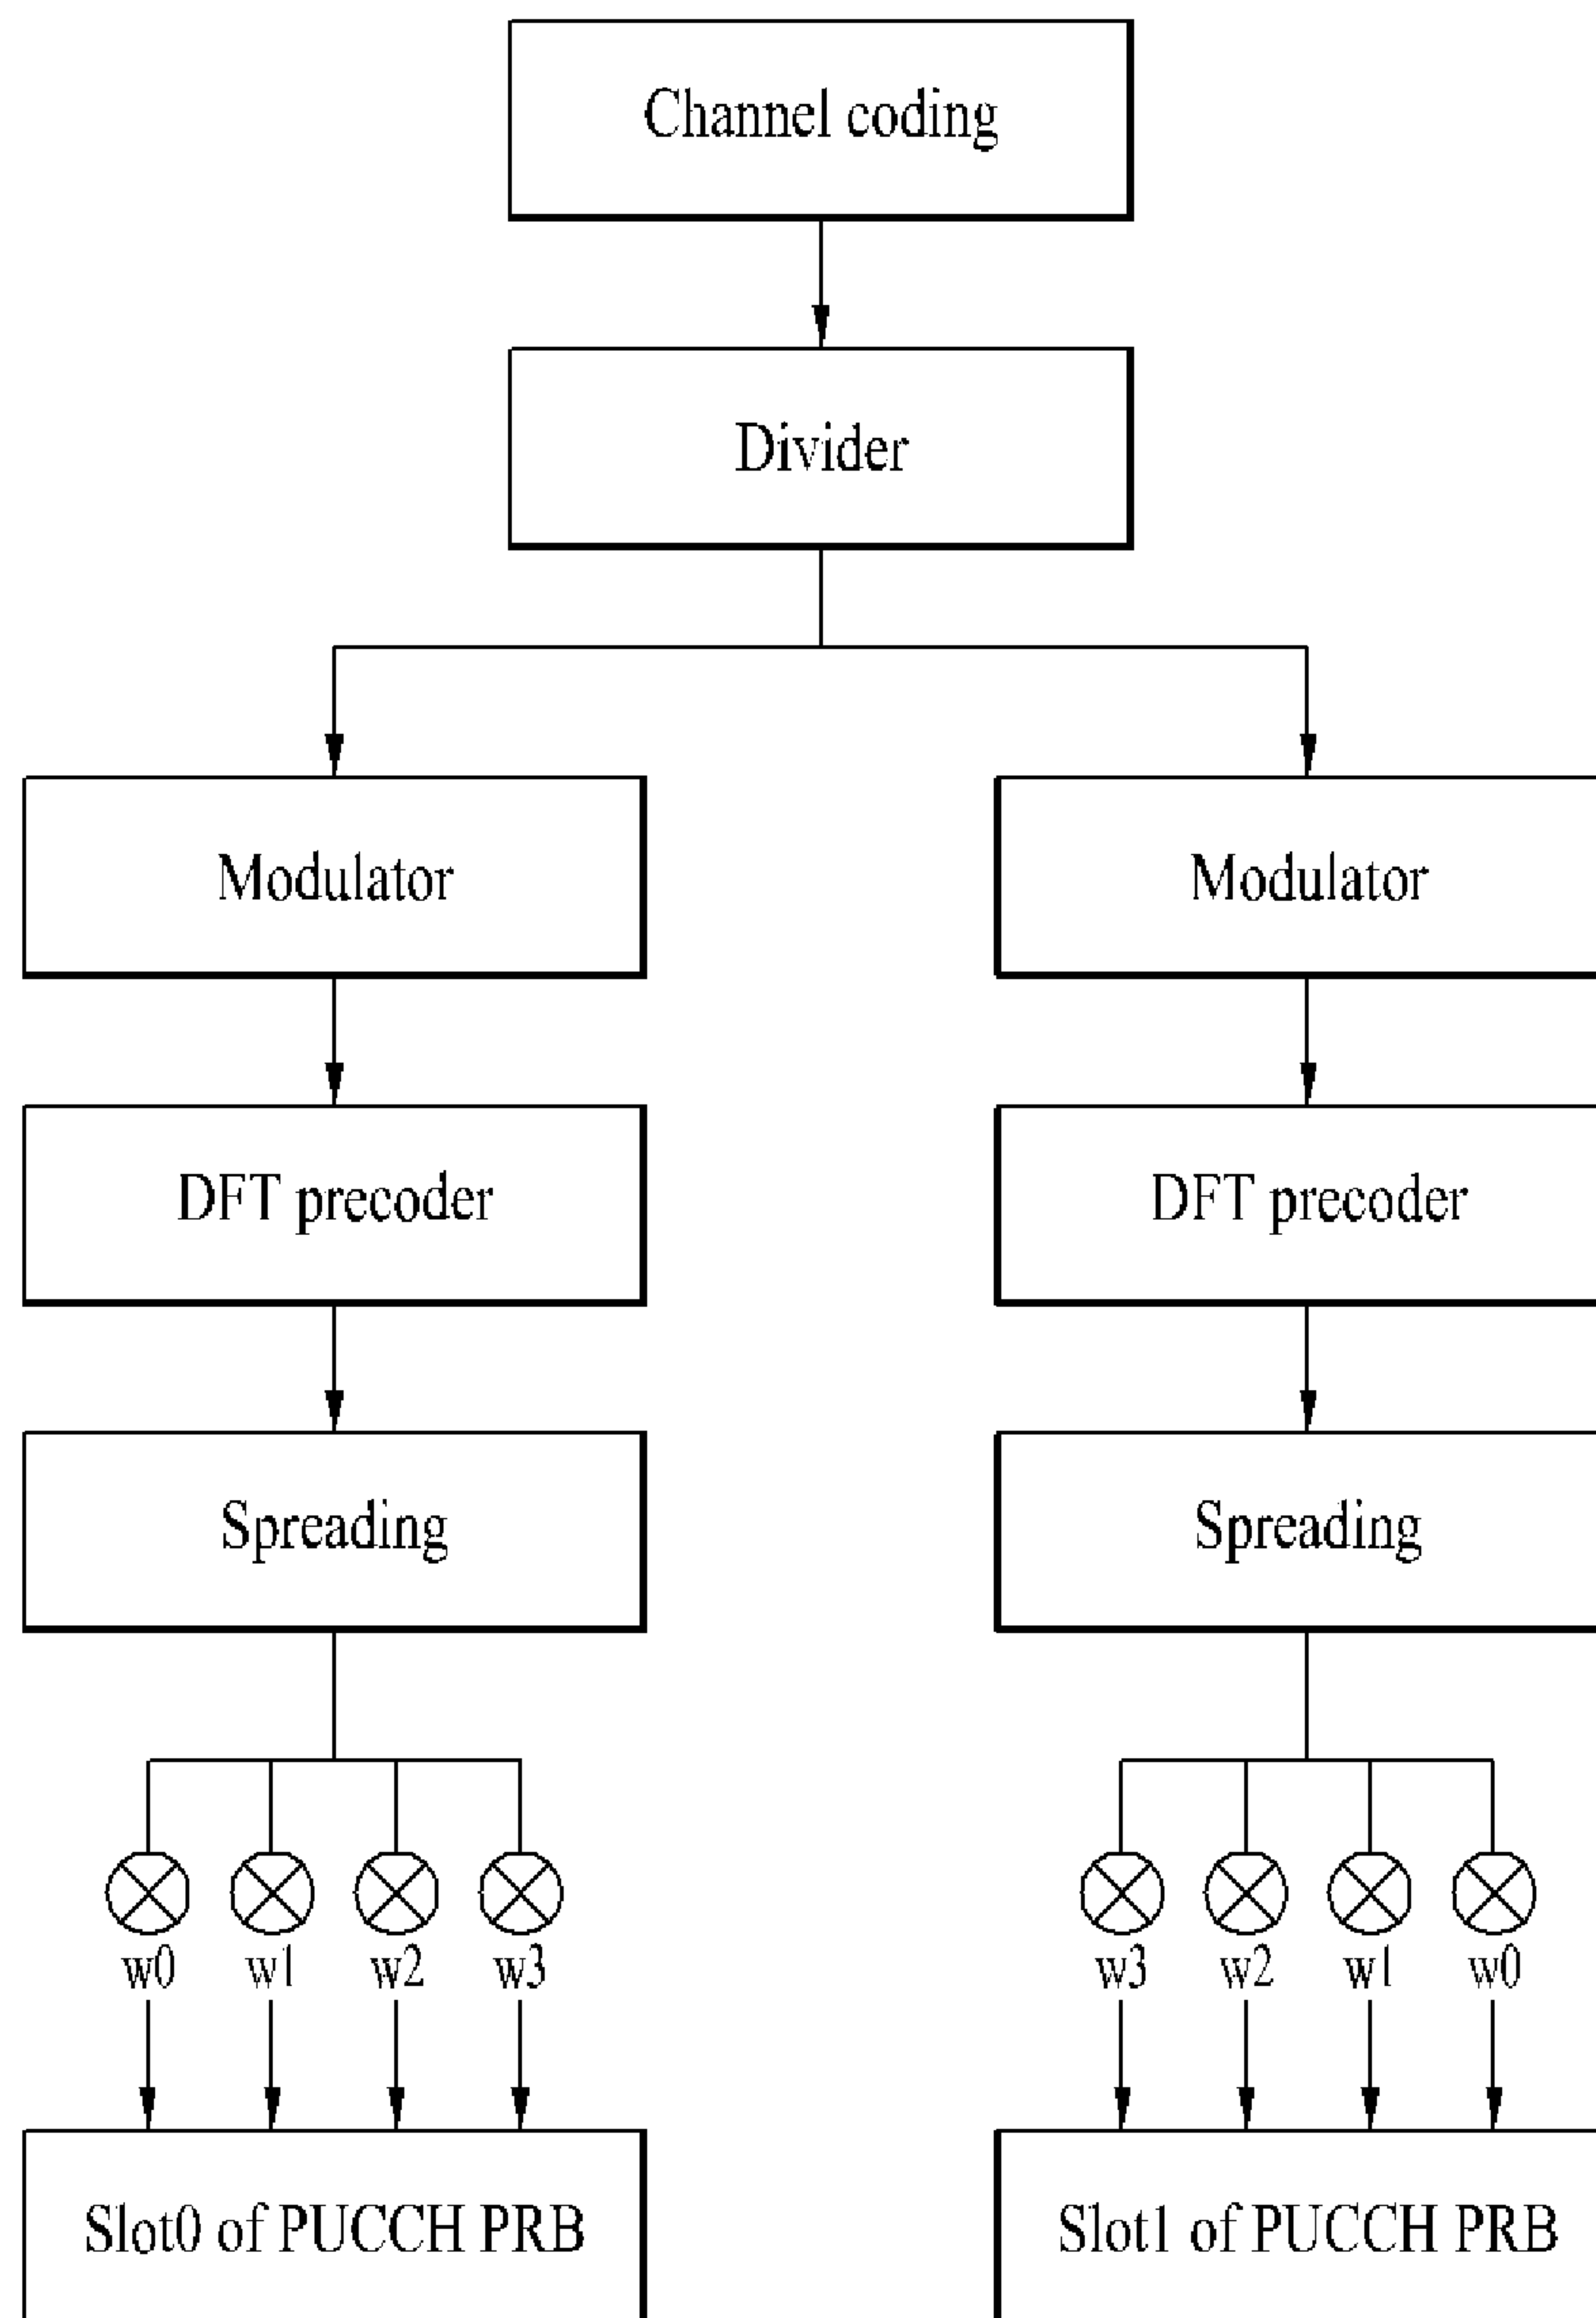 Channel coding
Divider
Modulator
Modulator
DFT precoder
DFT precoder
Spreading
Spreading
w0 w1 w2 w3
w3 w2 w1 w0
Slot0 of PUCCH PRB
Slot1 of PUCCH PRB